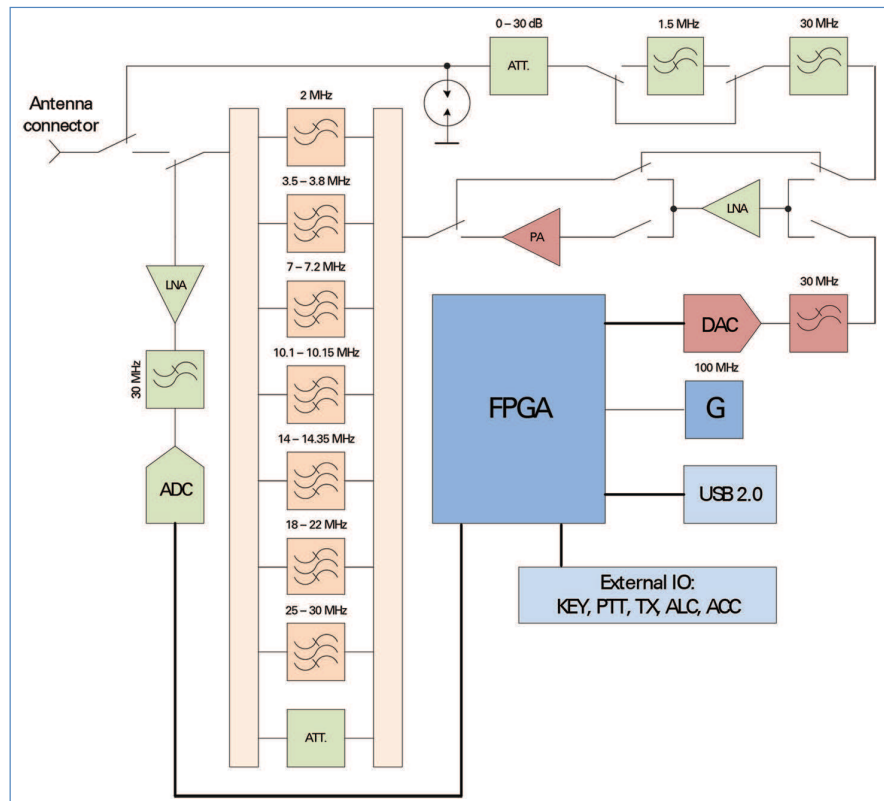 0 – 30 dB
1.5 MHz
30 MHz
ATT.
Antenna
connector
2 MHz
3.5 – 3.8 MHz
LNA
PA
LNA
7 – 7.2 MHz
30 MHz
DAC
30 MHz
10.1 – 10.15 MHz
100 MHz
FPGA
G
14 – 14.35 MHz
ADC
USB 2.0
18 – 22 MHz
External IO:
KEY, PTT, TX, ALC, ACC
25 – 30 MHz
ATT.